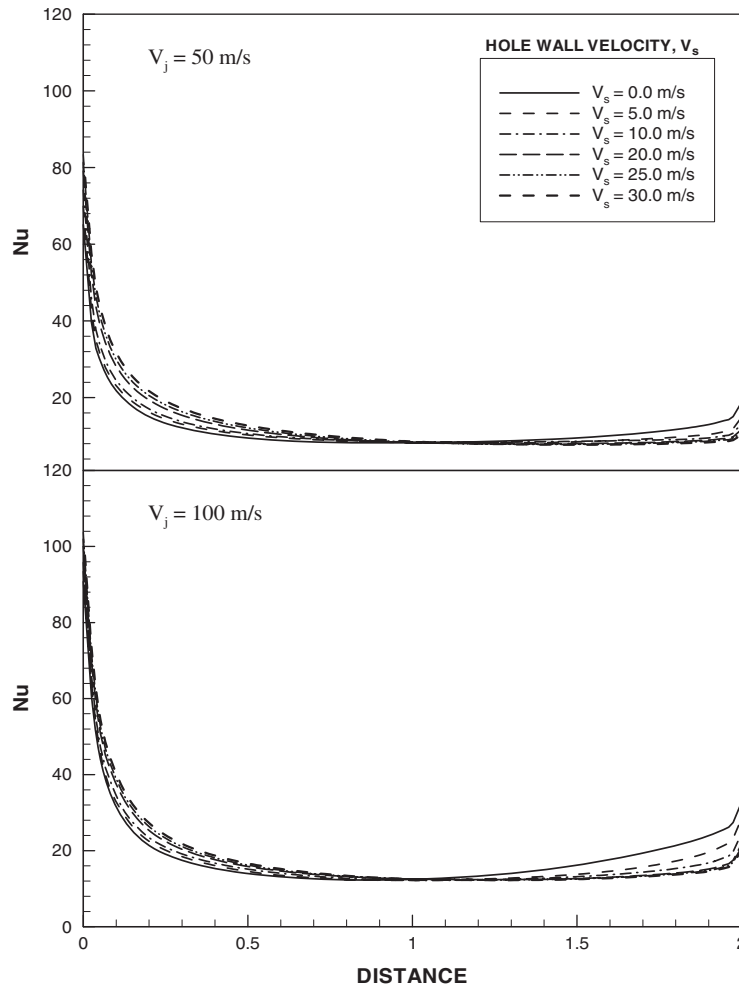 120
100
80
60
40
20
Nu
V_j = 50 m/s
HOLE WALL VELOCITY, V_s
V_s = 0.0 m/s
V_s = 5.0 m/s
V_s = 10.0 m/s
V_s = 20.0 m/s
V_s = 25.0 m/s
V_s = 30.0 m/s
120
100
80
60
40
20
0
Nu
V_j = 100 m/s
0
0.5
1
1.5
2
DISTANCE